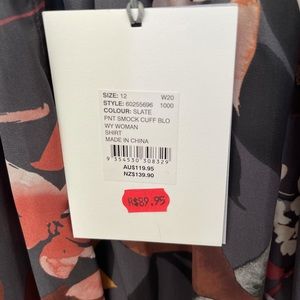 SIZE: 12 W20
STYLE: 60255696 1000
COLOUR: SLATE
PNT SMOCK CUFF BLO
WY WOMAN
SHIRT
MADE IN CHINA
9 354530 308329
AU$119.95
NZ$139.90
R$89.95